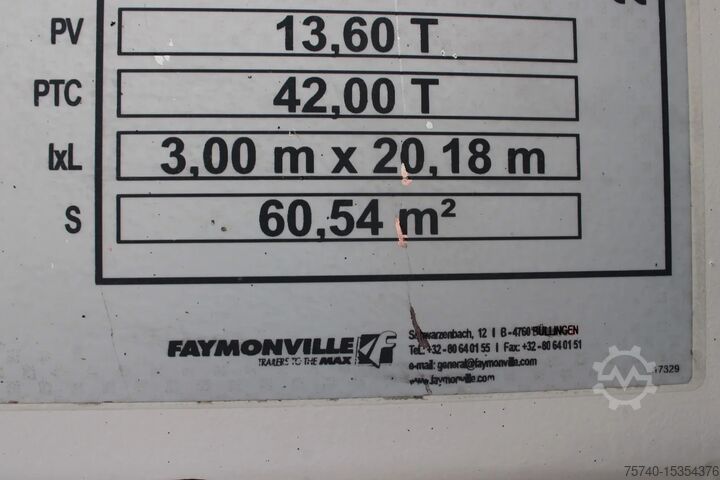 PV 13,60 T
PTC 42,00 T
lxL 3,00 m x 20,18 m
S 60,54 m²
FAYMONVILLE
TRAILERS TO THE MAX
Schwarzenbach, 12 I B - 4760 BÜLLINGEN
Tel.: +32 - 80 64 01 55 I Fax: +32 - 80 64 01 51
e-mail: general@faymonville.com
www.faymonville.com
17329
75740-15354376